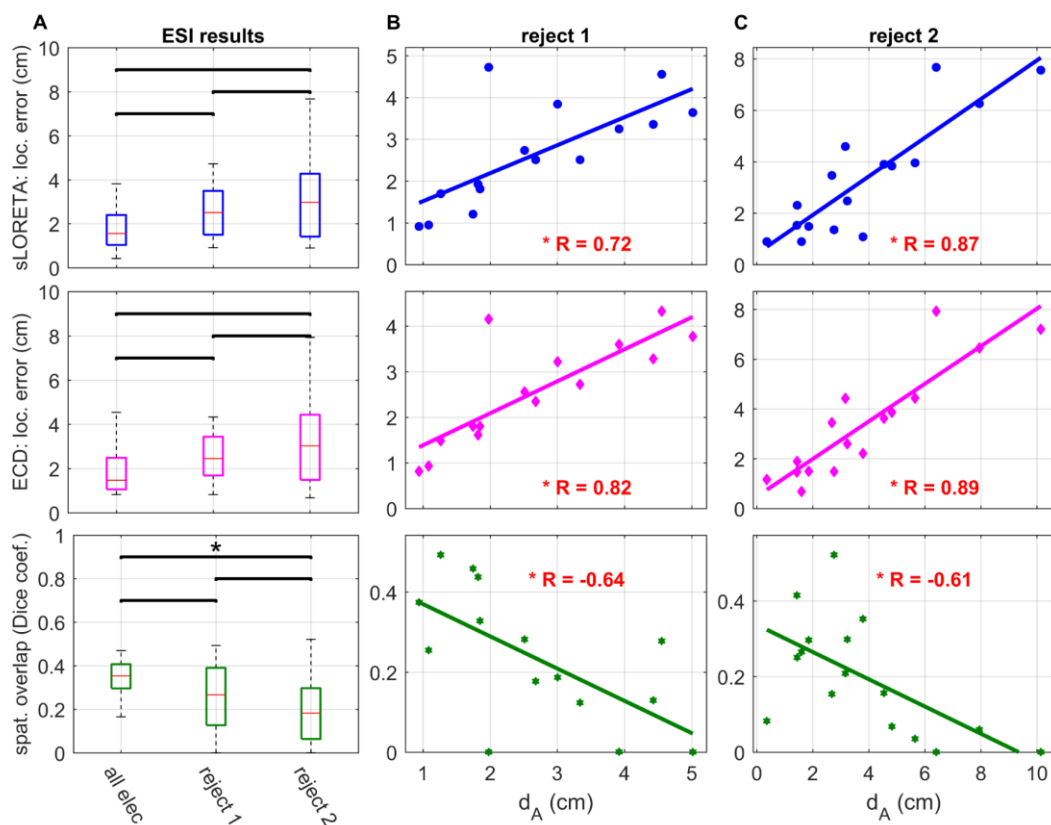 A
ESI results
sLORETA: loc. error (cm)
10
8
6
4
2
0
B
reject 1
5
4
3
2
1
0
* R = 0.72
C
reject 2
8
6
4
2
0
* R = 0.87
ECD: loc. error (cm)
10
8
6
4
2
0
4
3
2
1
0
* R = 0.82
8
6
4
2
0
* R = 0.89
spat. overlap (Dice coef.)
1
0.8
0.6
0.4
0.2
0
*
all elec
reject 1
reject 2
0.4
0.2
0
* R = -0.64
1 2 3 4 5
d_A (cm)
0.4
0.2
0
* R = -0.61
0 2 4 6 8 10
d_A (cm)